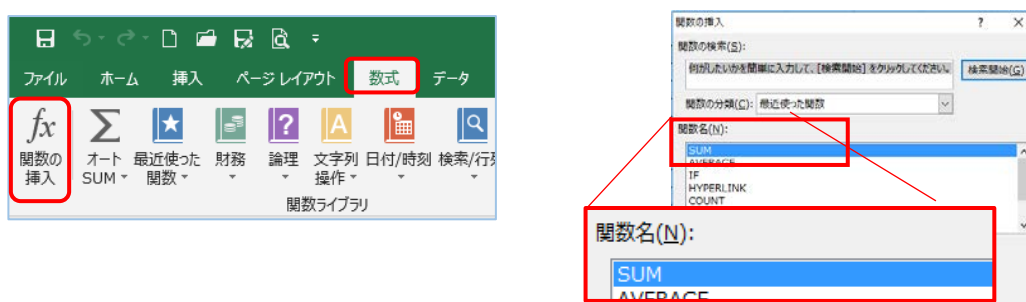 ファイル ホーム 挿入 ページ レイアウト 数式 データ
fx Σ ? A
関数の オート 最近使った 財務 論理 文字列 日付/時刻 検索/行列
挿入 SUM 関数 操作
関数ライブラリ
関数の挿入 ? ×
関数の検索(S):
何がしたいかを簡単に入力して、[検索開始] をクリックしてください。 検索開始(G)
関数の分類(C): 最近使った関数
関数名(N):
SUM
AVERAGE
IF
HYPERLINK
COUNT
関数名(N):
SUM
AVERAGE